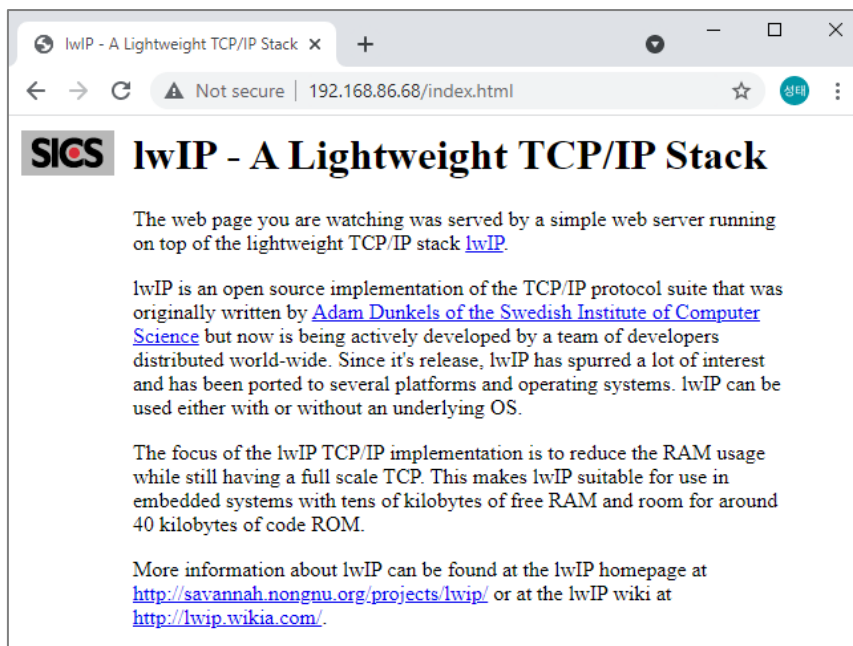 lwIP - A Lightweight TCP/IP Stack
Not secure | 192.168.86.68/index.html
성태
SICS
lwIP - A Lightweight TCP/IP Stack
The web page you are watching was served by a simple web server running
on top of the lightweight TCP/IP stack lwIP.
lwIP is an open source implementation of the TCP/IP protocol suite that was
originally written by Adam Dunkels of the Swedish Institute of Computer
Science but now is being actively developed by a team of developers
distributed world-wide. Since it's release, lwIP has spurred a lot of interest
and has been ported to several platforms and operating systems. lwIP can be
used either with or without an underlying OS.
The focus of the lwIP TCP/IP implementation is to reduce the RAM usage
while still having a full scale TCP. This makes lwIP suitable for use in
embedded systems with tens of kilobytes of free RAM and room for around
40 kilobytes of code ROM.
More information about lwIP can be found at the lwIP homepage at
http://savannah.nongnu.org/projects/lwip/ or at the lwIP wiki at
http://lwip.wikia.com/.